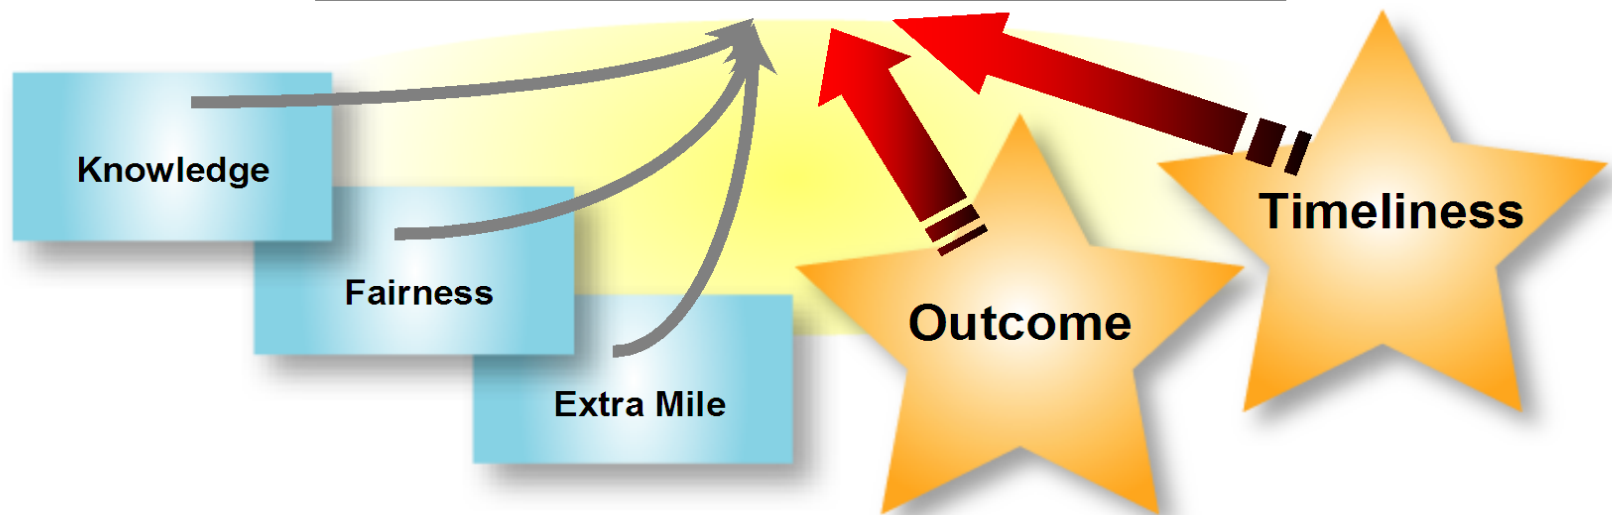 Knowledge
Fairness
Extra Mile
Outcome
Timeliness